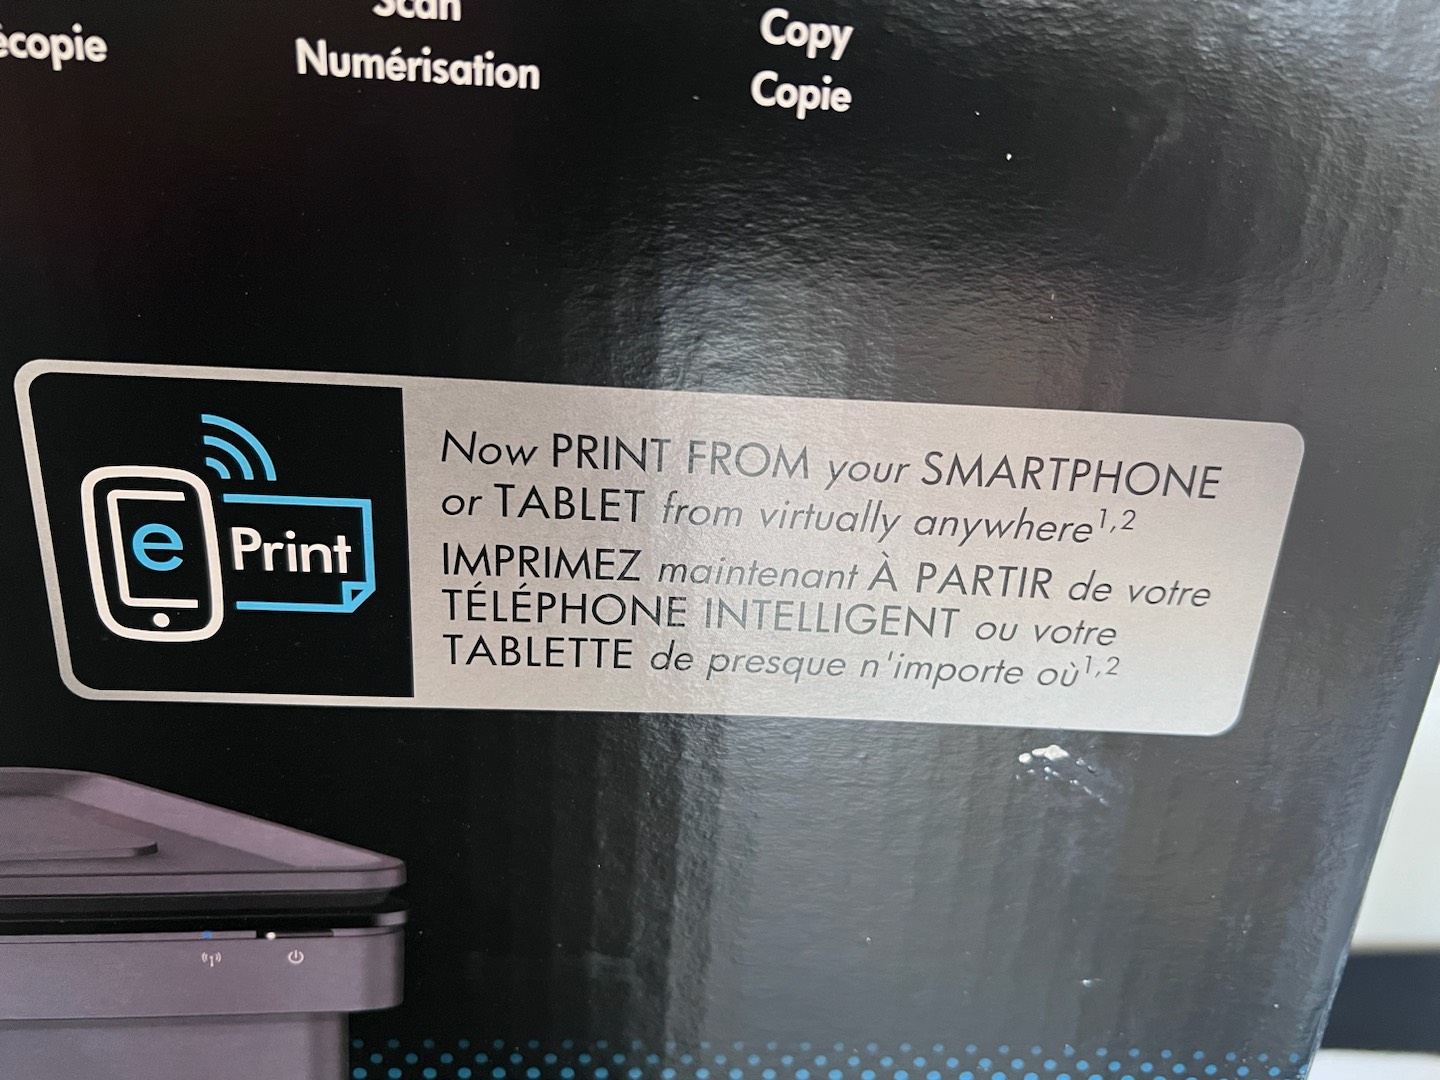 Scan
Numérisation
Copy
Copie
e Print
Now PRINT FROM your SMARTPHONE
or TABLET from virtually anywhere1,2
IMPRIMEZ maintenant À PARTIR de votre
TÉLÉPHONE INTELLIGENT ou votre
TABLETTE de presque n'importe où1,2